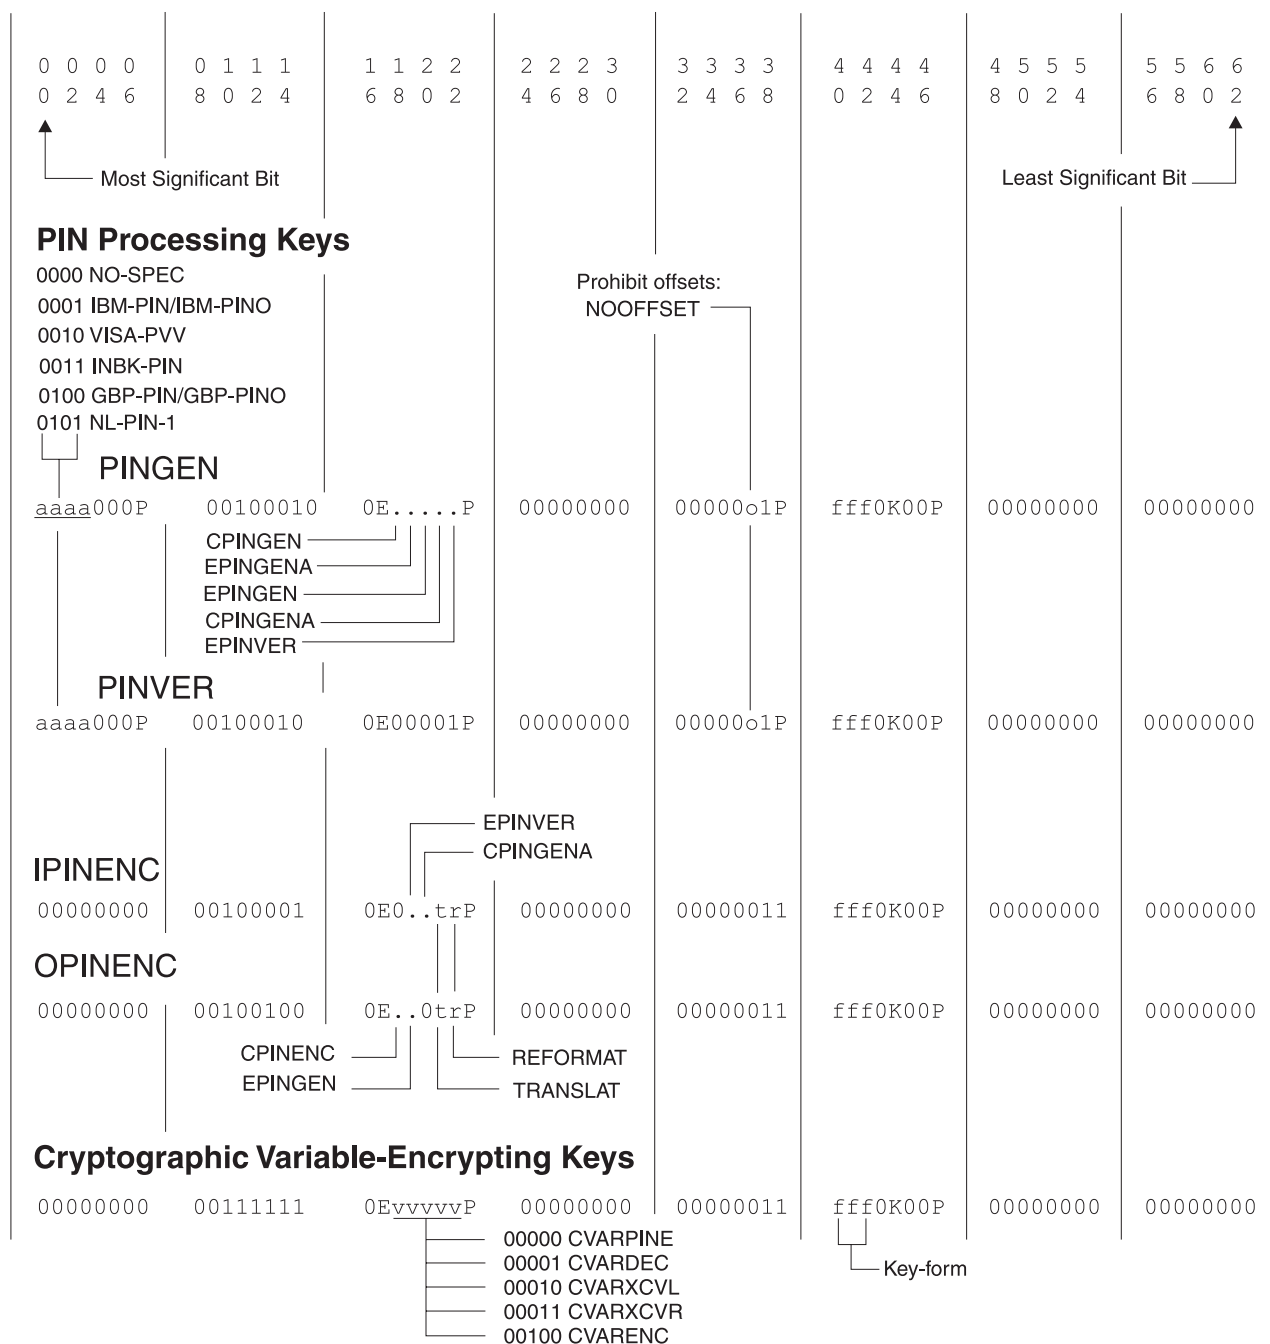 0 0 0 0 0 1 1 1 1 1 2 2 2 2 2 3 3 3 3 3 4 4 4 4 4 5 5 5 5 5 6 6
0 2 4 6 8 0 2 4 6 8 0 2 4 6 8 0 2 4 6 8 0 2 4 6 8 0 2 4 6 8 0 2
Most Significant Bit Least Significant Bit
PIN Processing Keys
0000 NO-SPEC
Prohibit offsets:
0001 IBM-PIN/IBM-PINO
NOOFFSET
0010 VISA-PVV
0011 INBK-PIN
0100 GBP-PIN/GBP-PINO
0101 NL-PIN-1
PINGEN
aaaa000P 00100010 0E.....P 00000000 00000o1P fff0K00P 00000000 00000000
CPINGEN
EPINGENA
EPINGEN
CPINGENA
EPINVER
PINVER
aaaa000P 00100010 0E00001P 00000000 00000o1P fff0K00P 00000000 00000000
EPINVER
CPINGENA
IPINENC
00000000 00100001 0E0..trP 00000000 00000011 fff0K00P 00000000 00000000
OPINENC
00000000 00100100 0E..0trP 00000000 00000011 fff0K00P 00000000 00000000
CPINENC REFORMAT
EPINGEN TRANSLAT
Cryptographic Variable-Encrypting Keys
00000000 00111111 0EvvvvvP 00000000 00000011 fff0K00P 00000000 00000000
00000 CVARPINE
00001 CVARDEC
Key-form
00010 CVARXCVL
00011 CVARXCVR
00100 CVARENC